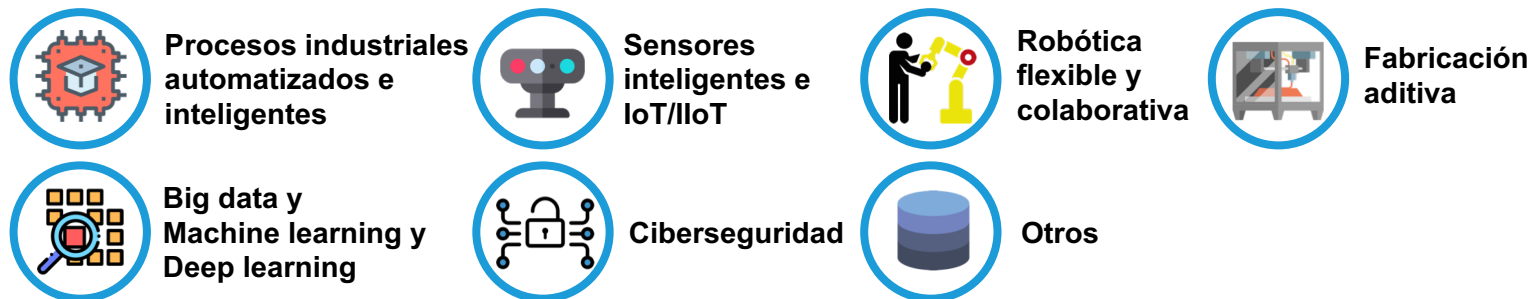 Procesos industriales
automatizados e
inteligentes
Sensores
inteligentes e
IoT/IIoT
Robótica
flexible y
colaborativa
Fabricación
aditiva
Big data y
Machine learning y
Deep learning
Ciberseguridad
Otros